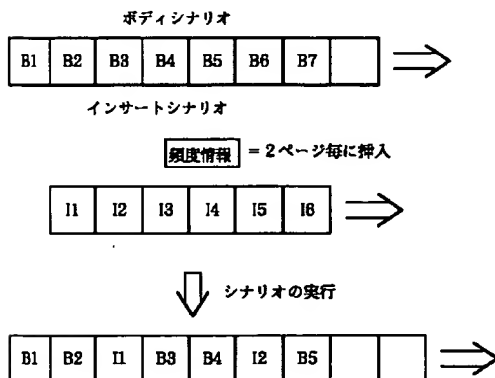 ボディシナリオ
B1 B2 B3 B4 B5 B6 B7
インサートシナリオ
頻度情報 = 2ページ毎に挿入
I1 I2 I3 I4 I5 I6
シナリオの実行
B1 B2 I1 B3 B4 I2 B5